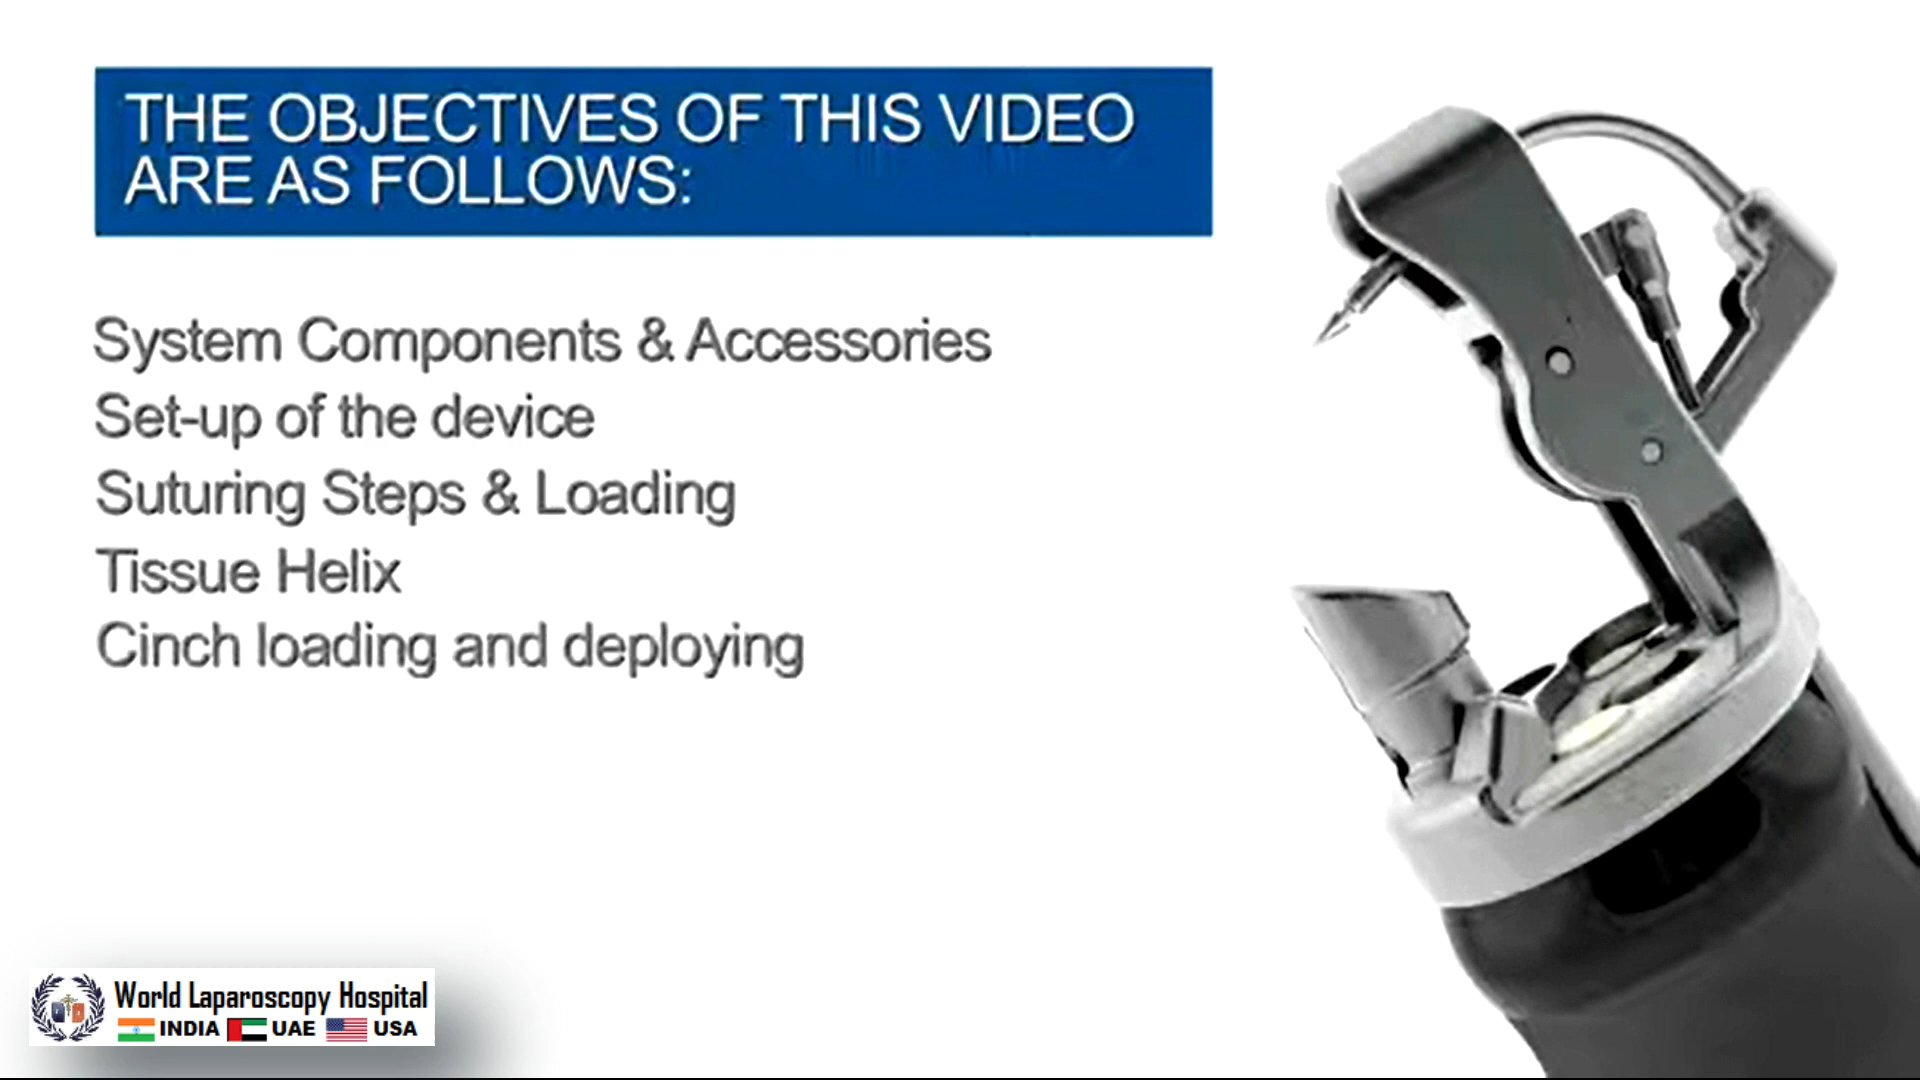 THE OBJECTIVES OF THIS VIDEO
ARE AS FOLLOWS:
System Components & Accessories
Set-up of the device
Suturing Steps & Loading
Tissue Helix
Cinch loading and deploying
World Laparoscopy Hospital
INDIA UAE USA